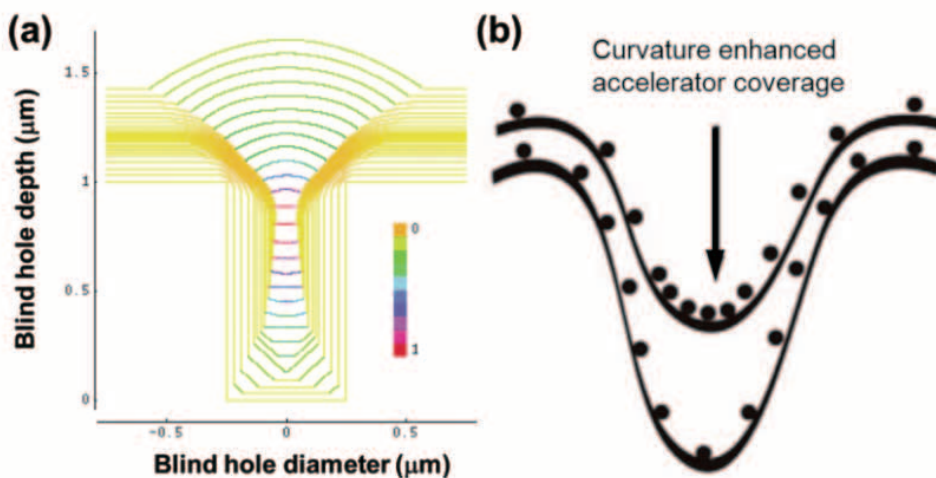 (a)
Blind hole depth (μm)
1.5
1
0.5
0
0
1
-0.5
0
0.5
Blind hole diameter (μm)
(b)
Curvature enhanced
accelerator coverage